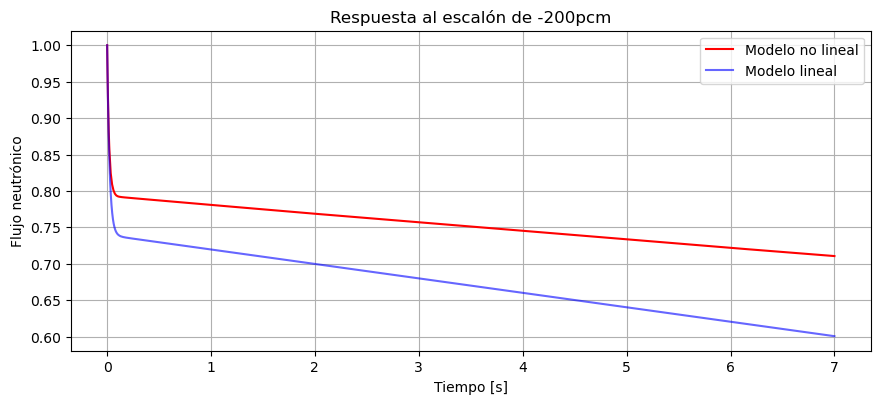 Respuesta al escalón de -200pcm
Modelo no lineal
Modelo lineal
Flujo neutrónico
1.00
0.95
0.90
0.85
0.80
0.75
0.70
0.65
0.60
0 1 2 3 4 5 6 7
Tiempo [s]